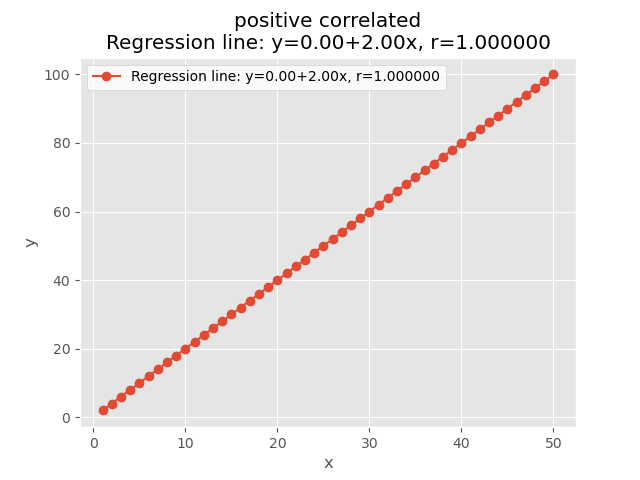 positive correlated
Regression line: y=0.00+2.00x, r=1.000000
Regression line: y=0.00+2.00x, r=1.000000
100
80
60
40
20
0
y
0 10 20 30 40 50
x